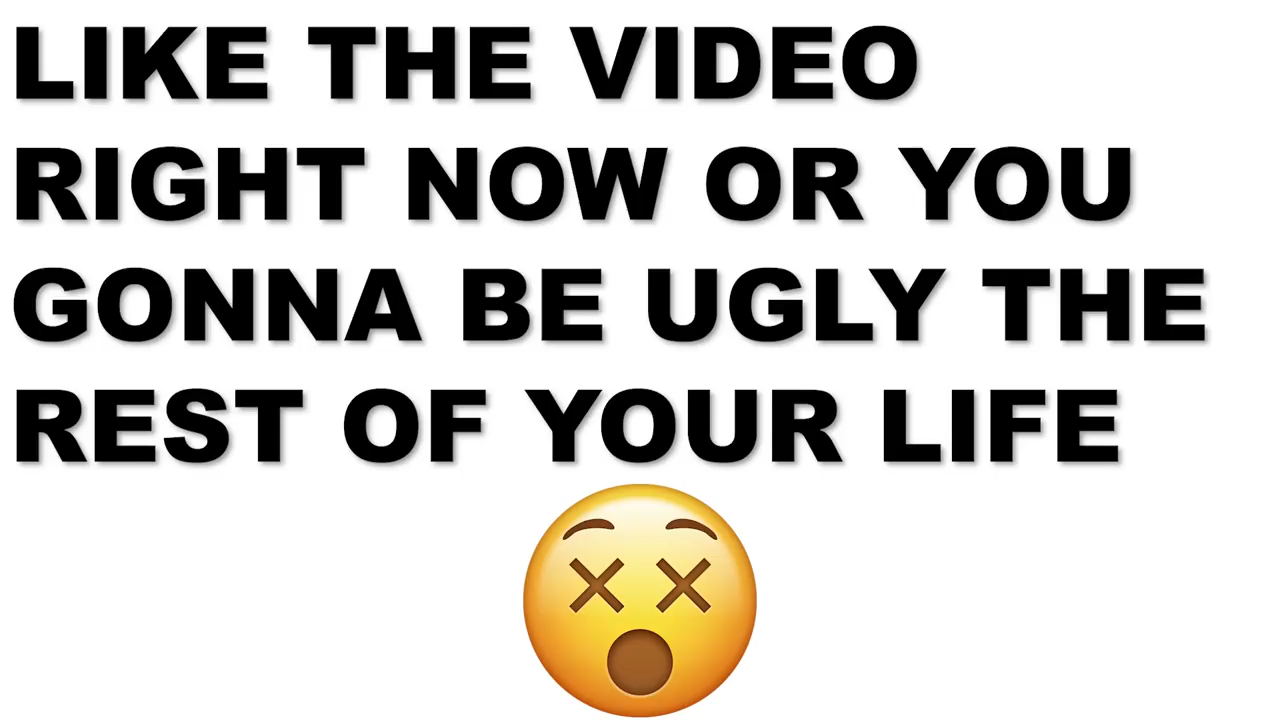 LIKE THE VIDEO
RIGHT NOW OR YOU
GONNA BE UGLY THE
REST OF YOUR LIFE